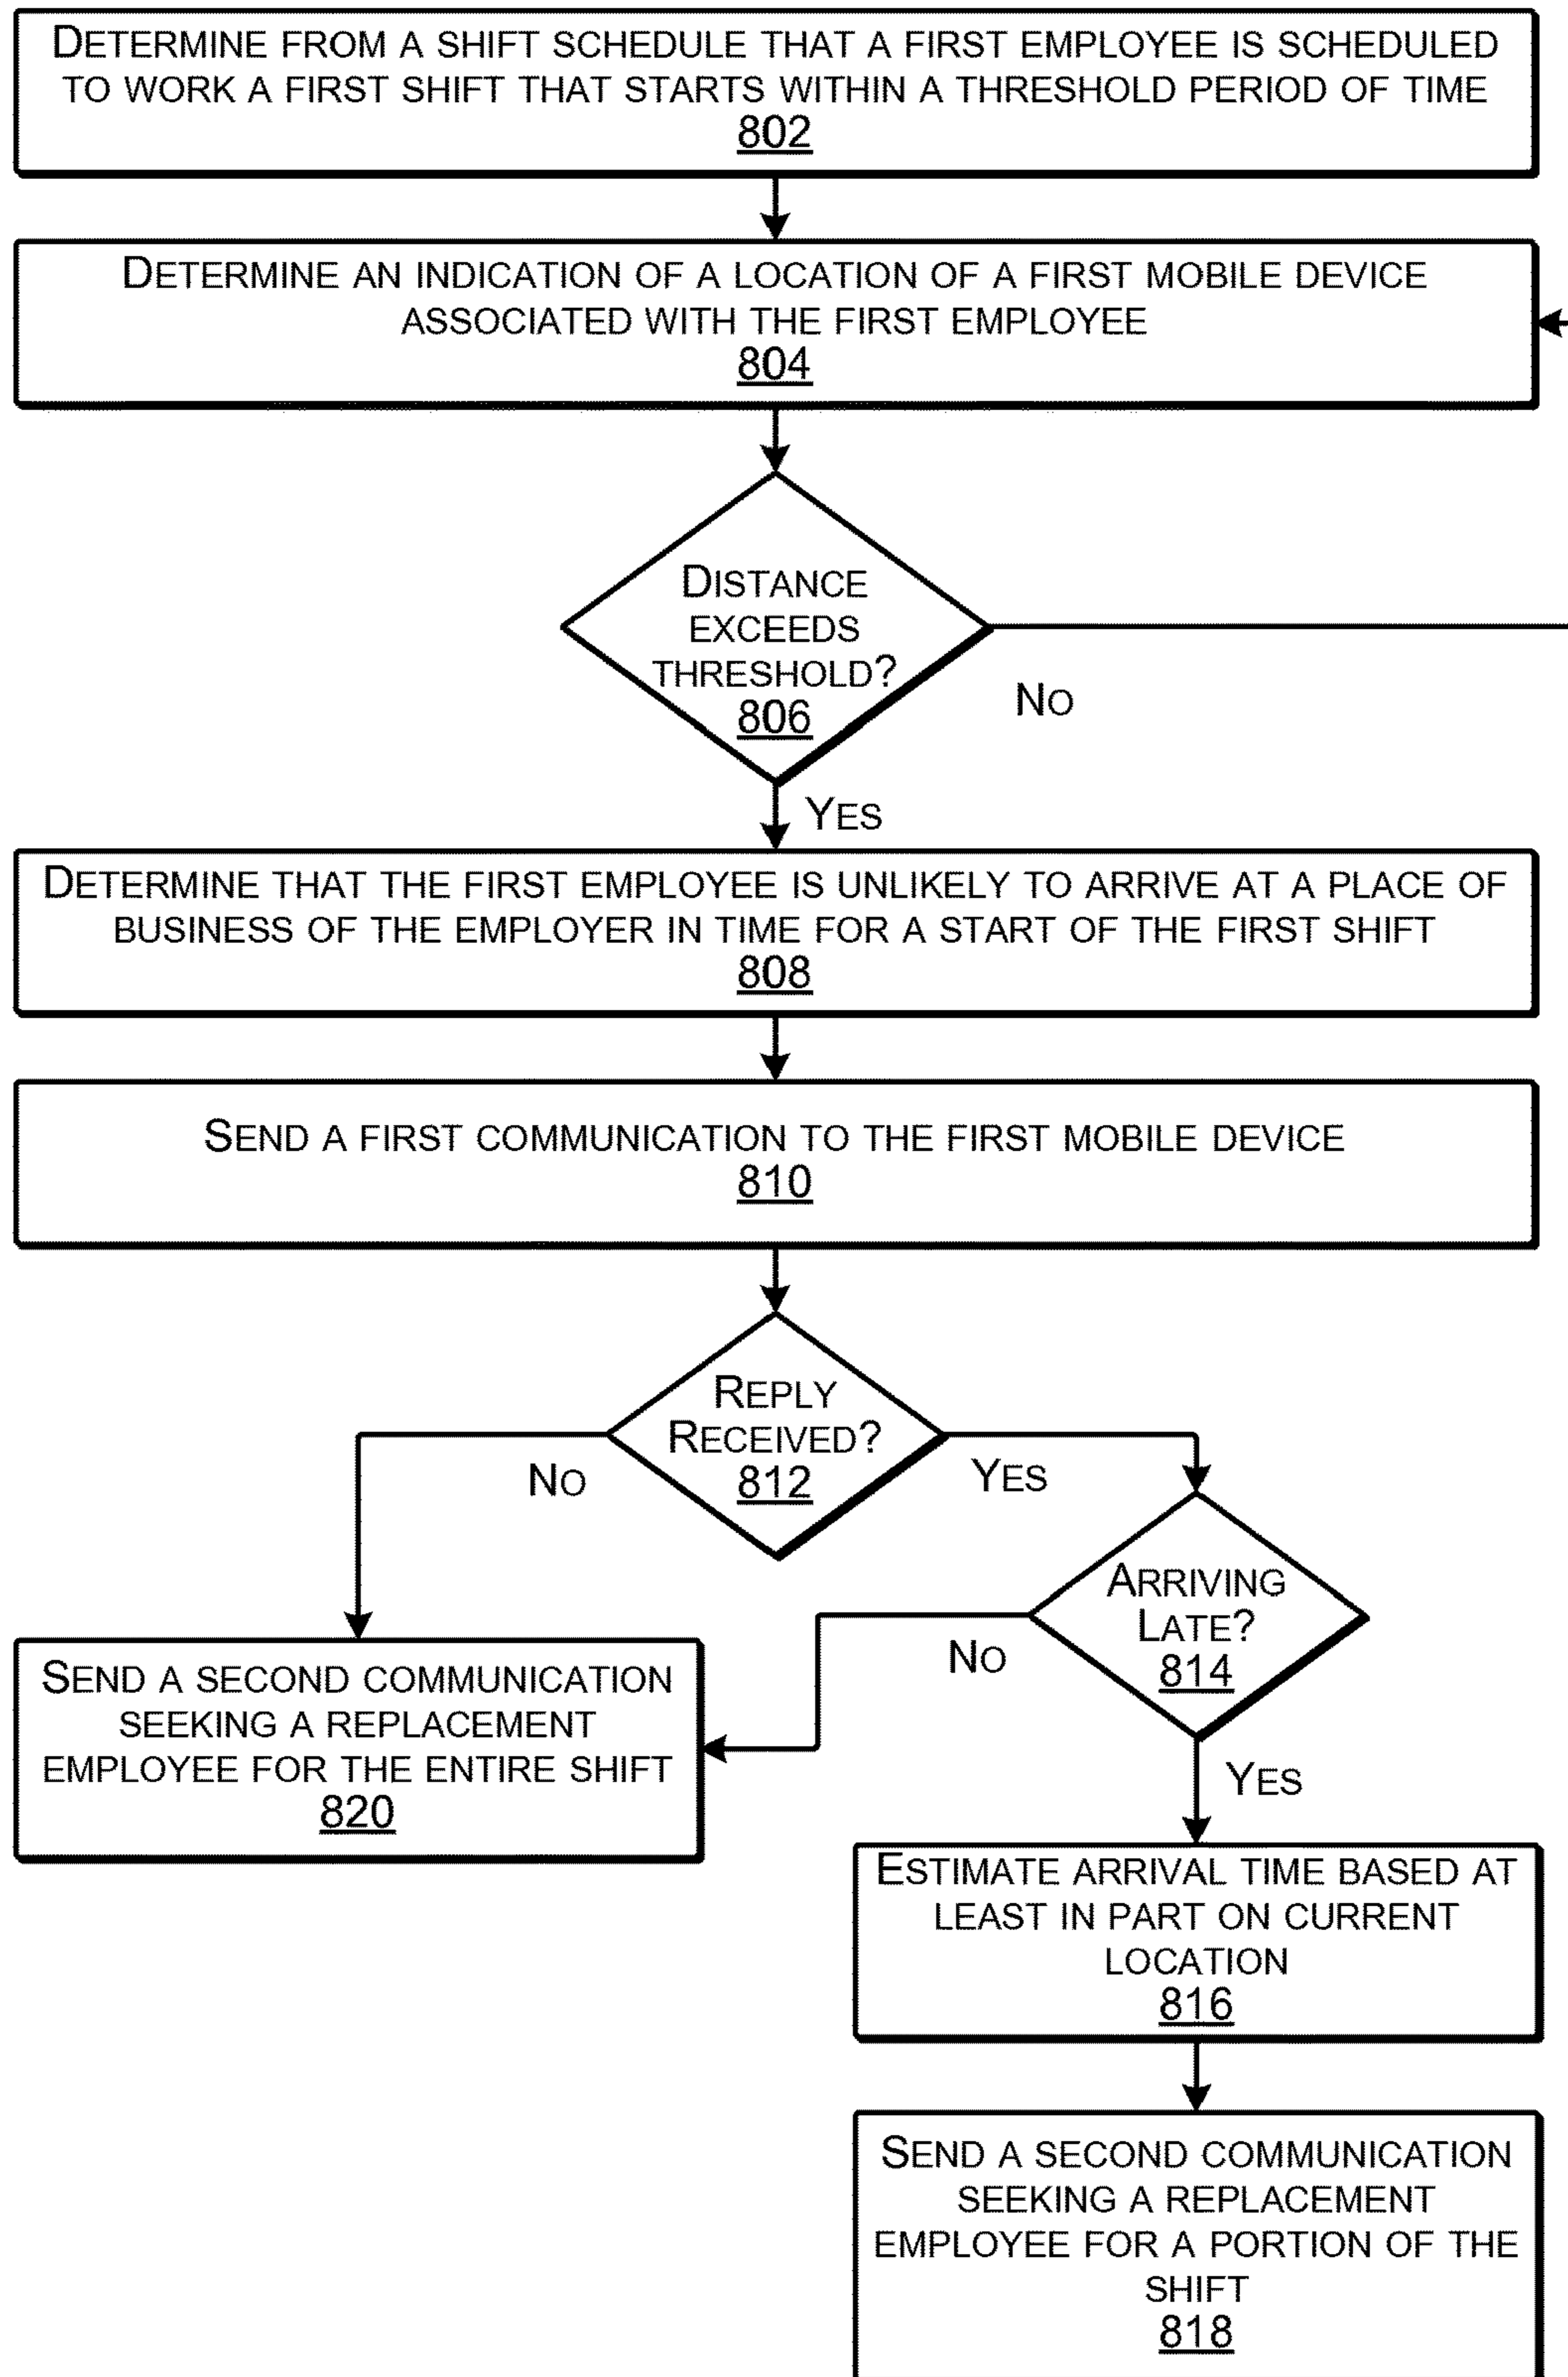 DETERMINE FROM A SHIFT SCHEDULE THAT A FIRST EMPLOYEE IS SCHEDULED
TO WORK A FIRST SHIFT THAT STARTS WITHIN A THRESHOLD PERIOD OF TIME
802
DETERMINE AN INDICATION OF A LOCATION OF A FIRST MOBILE DEVICE
ASSOCIATED WITH THE FIRST EMPLOYEE
804
DISTANCE
EXCEEDS
THRESHOLD?
806
NO
YES
DETERMINE THAT THE FIRST EMPLOYEE IS UNLIKELY TO ARRIVE AT A PLACE OF
BUSINESS OF THE EMPLOYER IN TIME FOR A START OF THE FIRST SHIFT
808
SEND A FIRST COMMUNICATION TO THE FIRST MOBILE DEVICE
810
REPLY
RECEIVED?
812
NO
YES
ARRIVING
LATE?
814
NO
YES
SEND A SECOND COMMUNICATION
SEEKING A REPLACEMENT
EMPLOYEE FOR THE ENTIRE SHIFT
820
ESTIMATE ARRIVAL TIME BASED AT
LEAST IN PART ON CURRENT
LOCATION
816
SEND A SECOND COMMUNICATION
SEEKING A REPLACEMENT
EMPLOYEE FOR A PORTION OF THE
SHIFT
818